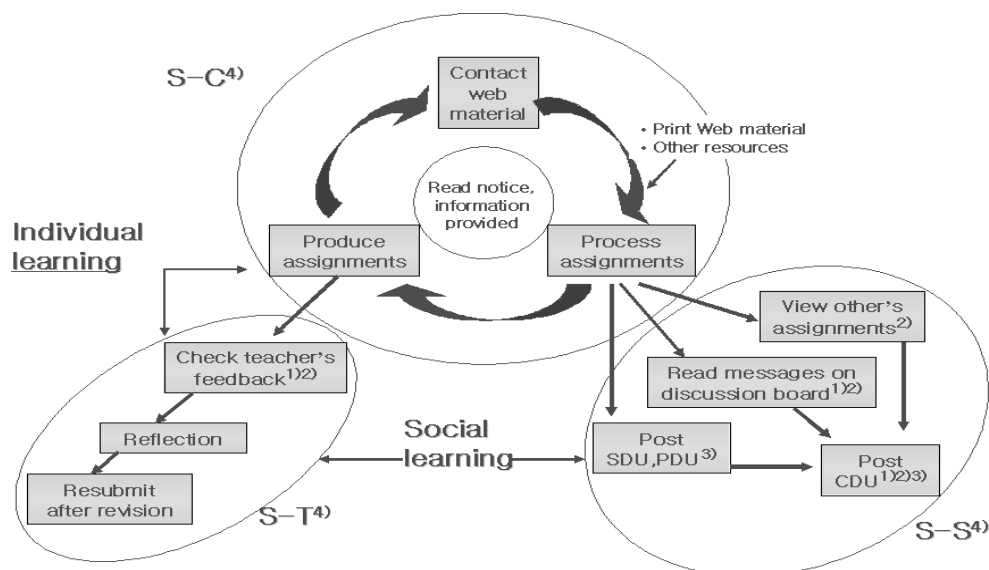 S-C⁴⁾
Contact
web
material
• Print Web material
• Other resources
Read notice,
information
provided
Individual
learning
Produce
assignments
Process
assignments
View other's
assignments²⁾
Check teacher's
feedback¹⁾²⁾
Read messages on
discussion board¹⁾²⁾
Reflection
Social
learning
Post
SDU,PDU³⁾
Post
CDU¹⁾²⁾³⁾
Resubmit
after revision
S-T⁴⁾
S-S⁴⁾